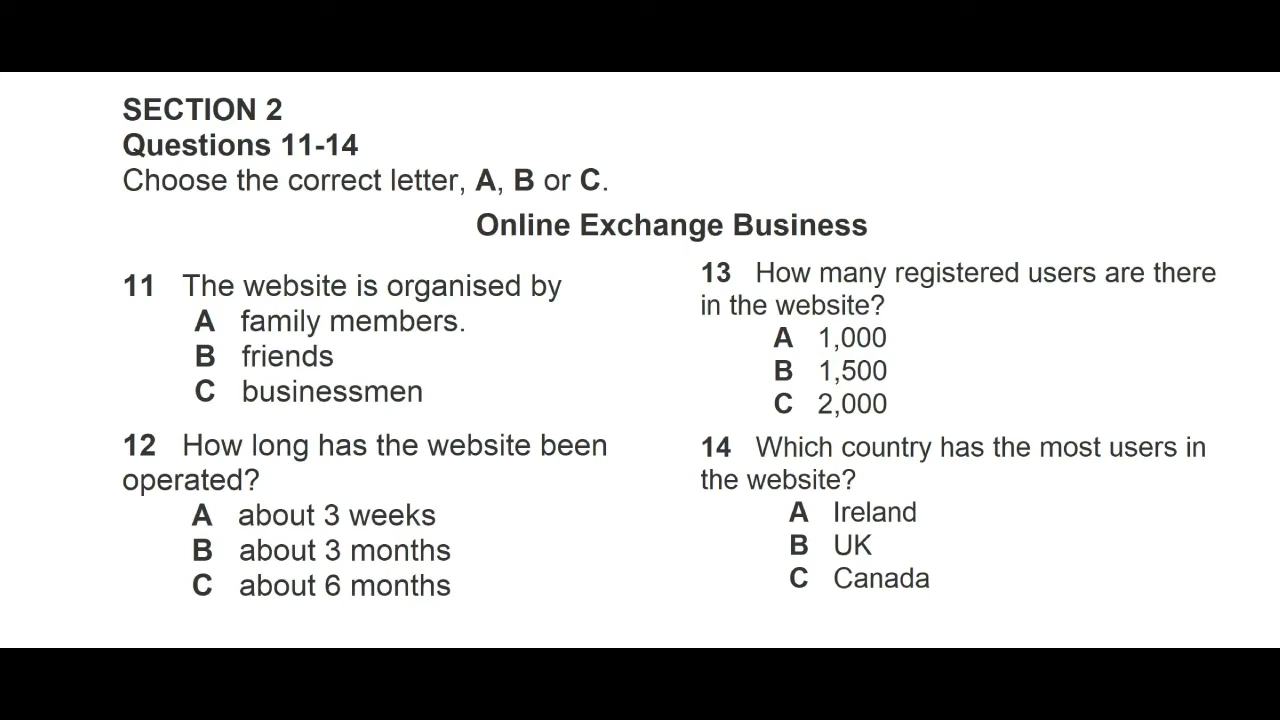 SECTION 2
Questions 11-14
Choose the correct letter, A, B or C.
Online Exchange Business
11 The website is organised by
A family members.
B friends
C businessmen
12 How long has the website been
operated?
A about 3 weeks
B about 3 months
C about 6 months
13 How many registered users are there
in the website?
A 1,000
B 1,500
C 2,000
14 Which country has the most users in
the website?
A Ireland
B UK
C Canada